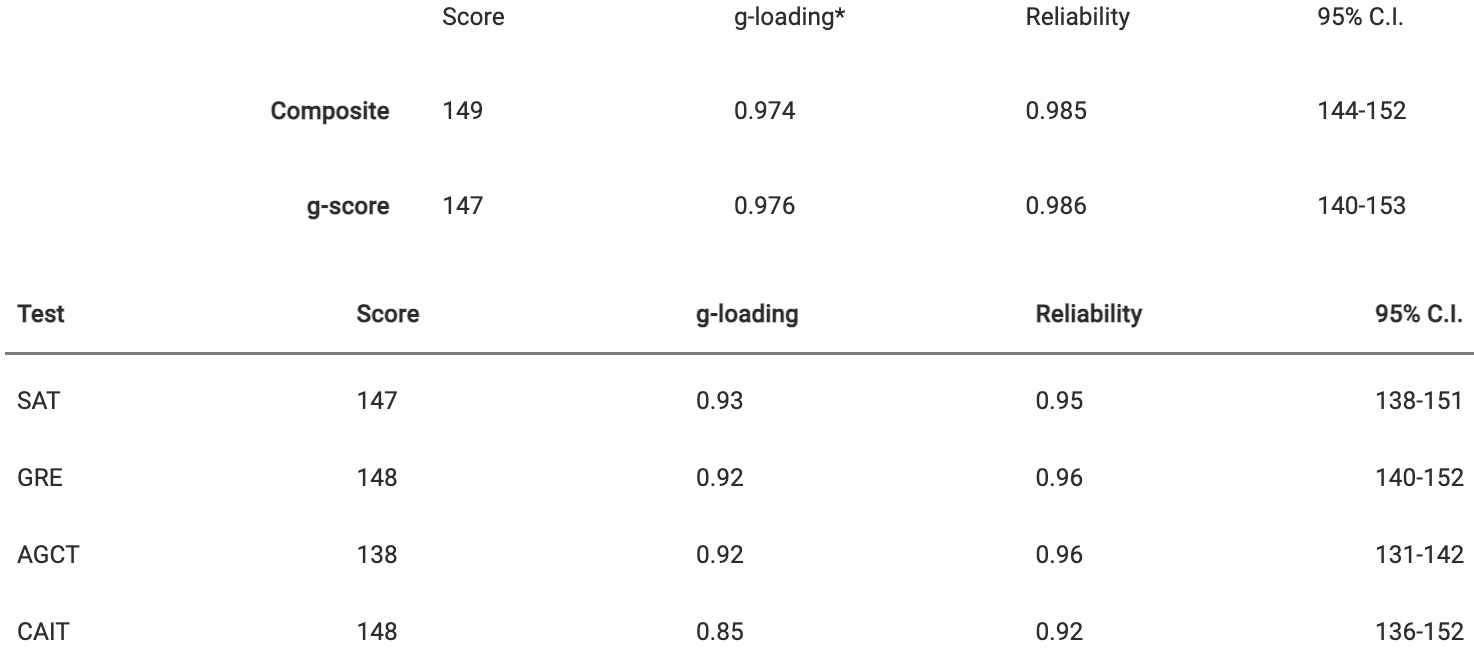 Score g-loading* Reliability 95% C.I.
Composite 149 0.974 0.985 144-152
g-score 147 0.976 0.986 140-153
Test Score g-loading Reliability 95% C.I.
SAT 147 0.93 0.95 138-151
GRE 148 0.92 0.96 140-152
AGCT 138 0.92 0.96 131-142
CAIT 148 0.85 0.92 136-152